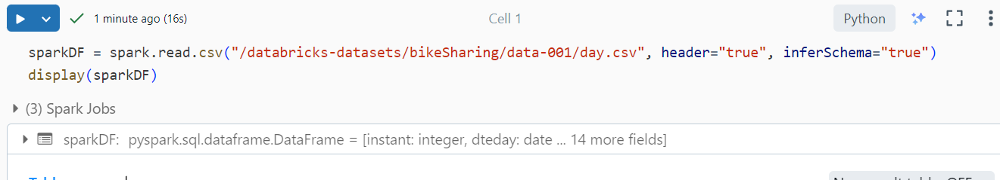 1 minute ago (16s)
Cell 1
Python
sparkDF = spark.read.csv("/databricks-datasets/bikeSharing/data-001/day.csv", header="true", inferSchema="true")
display(sparkDF)
(3) Spark Jobs
sparkDF: pyspark.sql.dataframe.DataFrame = [instant: integer, dteday: date ... 14 more fields]